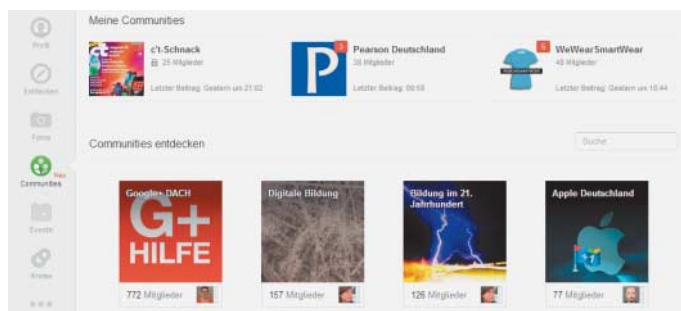 Meine Communities
c't-Schnack
25 Mitglieder
Letzter Beitrag: Gestern um 21:02
3
Pearson Deutschland
38 Mitglieder
Letzter Beitrag: 09:58
WeWearSmartWear
Mitglieder
Letzter Beitrag: Gestern um 18:44
Profil
Entdecken
Fotos
Neu
Communities
Events
Kreise
Communities entdecken
Suche
Google+ DACH
G+
HILFE
772 Mitglieder
Digitale Bildung
157 Mitglieder
Bildung im 21.
Jahrhundert
126 Mitglieder
Apple Deutschland
77 Mitglieder